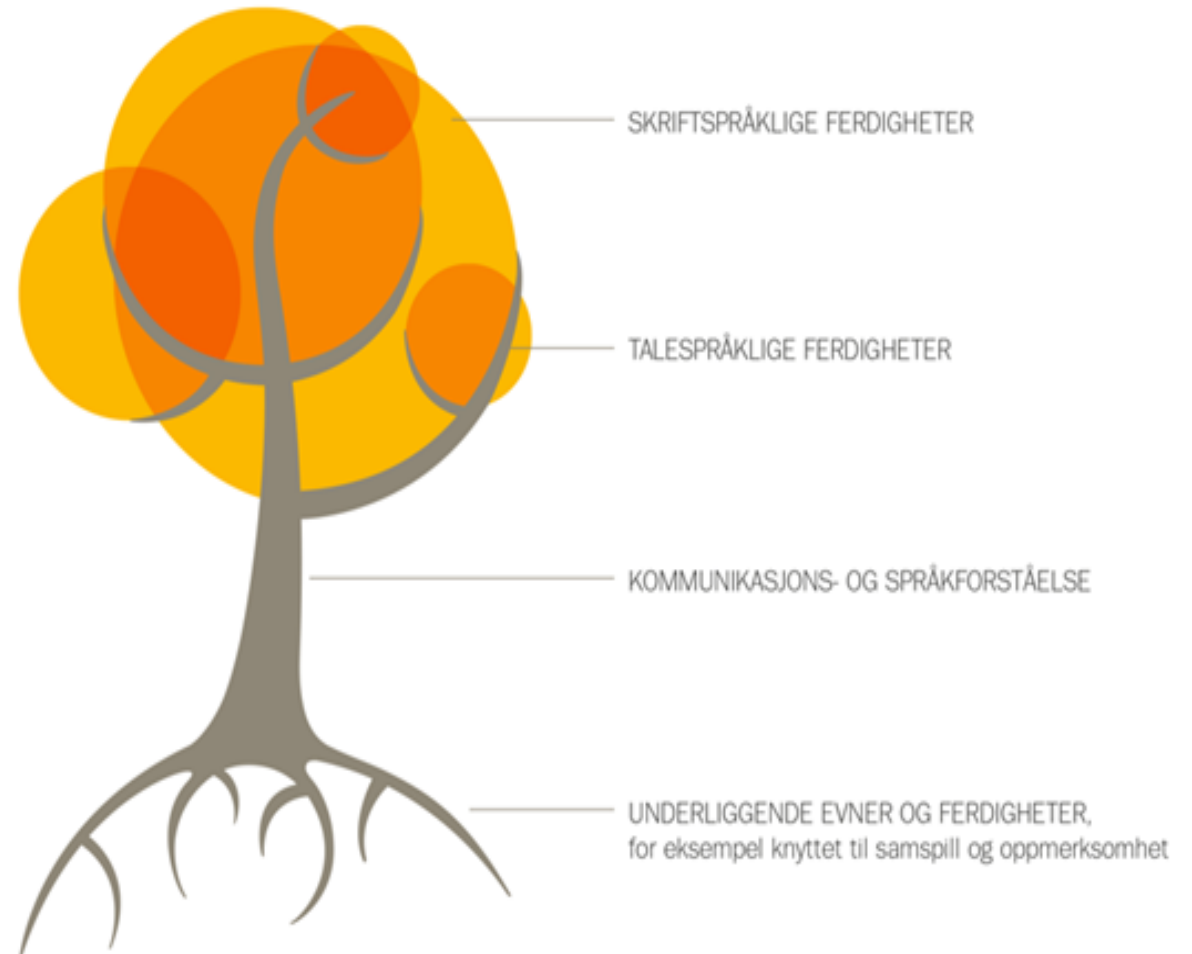 SKRIFTSPRÅKLIGE FERDIGHETER
TALESPRÅKLIGE FERDIGHETER
KOMMUNIKASJONS- OG SPRÅKFORSTÅELSE
UNDERLIGGENDE EVNER OG FERDIGHETER,
for eksempel knyttet til samspill og oppmerksomhet